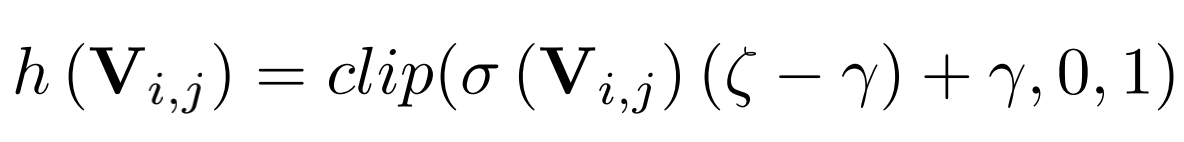 h (V_{i,j}) = clip(σ (V_{i,j}) (ζ − γ) + γ, 0, 1)